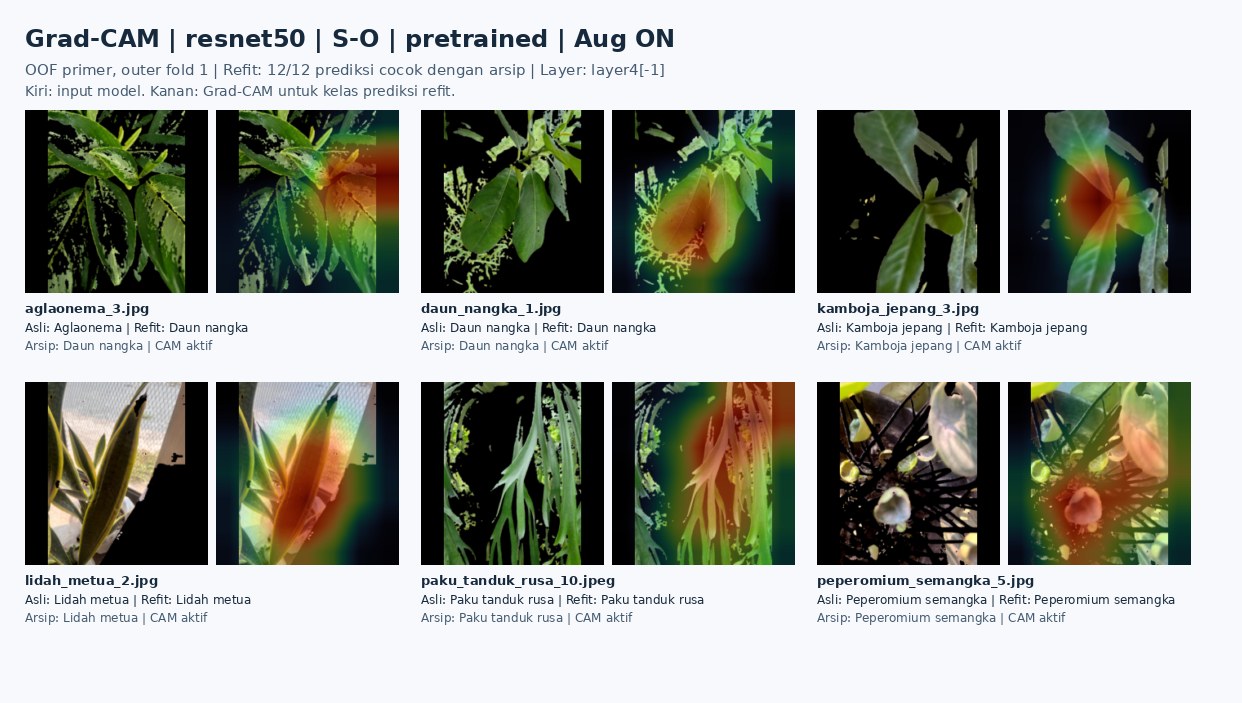 Grad-CAM | resnet50 | S-O | pretrained | Aug ON
OOF primer, outer fold 1 | Refit: 12/12 prediksi cocok dengan arsip | Layer: layer4[-1]
Kiri: input model. Kanan: Grad-CAM untuk kelas prediksi refit.
aglaonema_3.jpg
Asli: Aglaonema | Refit: Daun nangka
Arsip: Daun nangka | CAM aktif
daun_nangka_1.jpg
Asli: Daun nangka | Refit: Daun nangka
Arsip: Daun nangka | CAM aktif
kamboja_jepang_3.jpg
Asli: Kamboja jepang | Refit: Kamboja jepang
Arsip: Kamboja jepang | CAM aktif
lidah_metua_2.jpg
Asli: Lidah metua | Refit: Lidah metua
Arsip: Lidah metua | CAM aktif
paku_tanduk_rusa_10.jpeg
Asli: Paku tanduk rusa | Refit: Paku tanduk rusa
Arsip: Paku tanduk rusa | CAM aktif
peperomium_semangka_5.jpg
Asli: Peperomium semangka | Refit: Peperomium semangka
Arsip: Peperomium semangka | CAM aktif